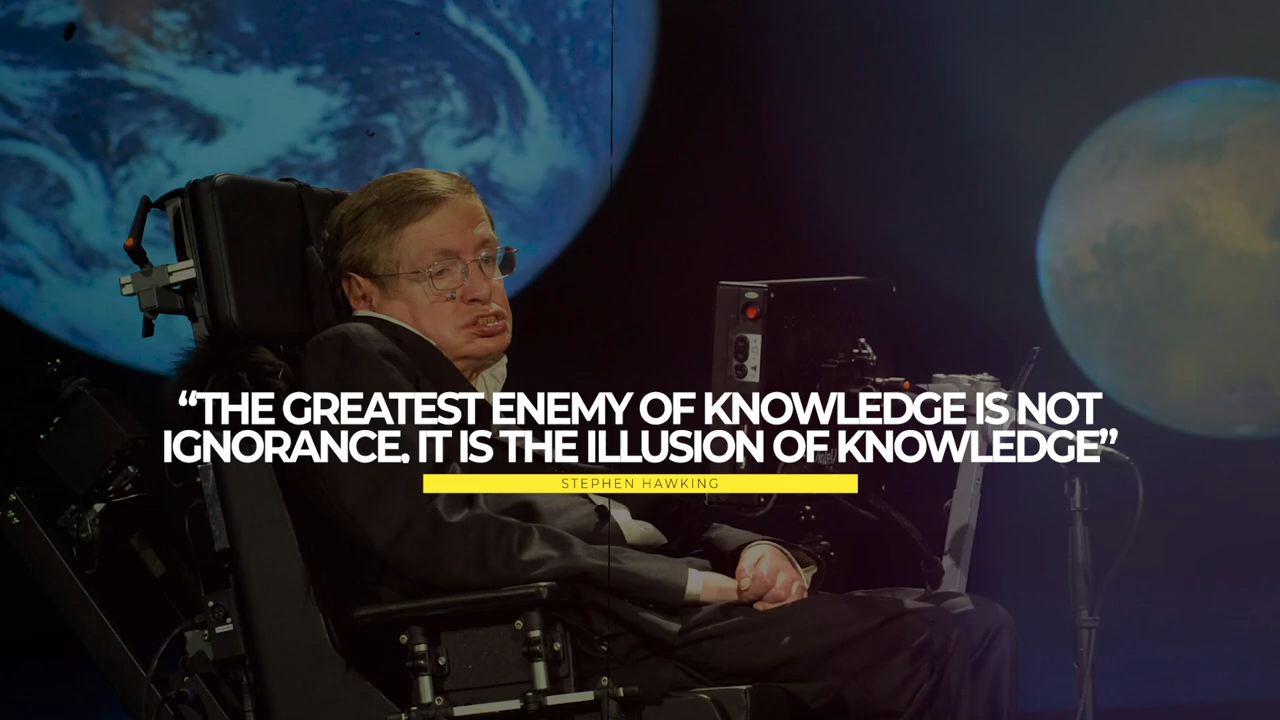 “THE GREATEST ENEMY OF KNOWLEDGE IS NOT
IGNORANCE. IT IS THE ILLUSION OF KNOWLEDGE”
STEPHEN HAWKING